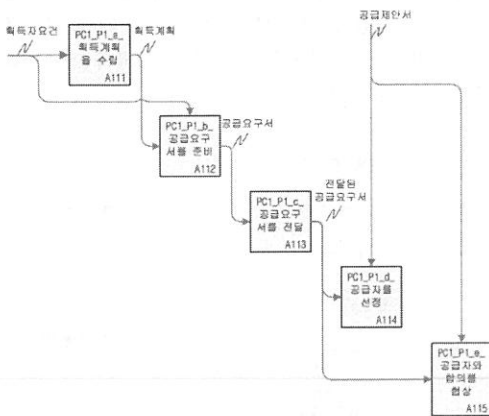 공급제안서
획득자요건
PC1_P1_a_
획득계획
을 수립
A111
획득계획
PC1_P1_b_
공급요구
서를 준비
A112
공급요구서
PC1_P1_c_
공급요구
서를 전달
A113
전달된
공급요구서
PC1_P1_d_
공급자를
선정
A114
PC1_P1_e_
공급자와
합의를
협상
A115